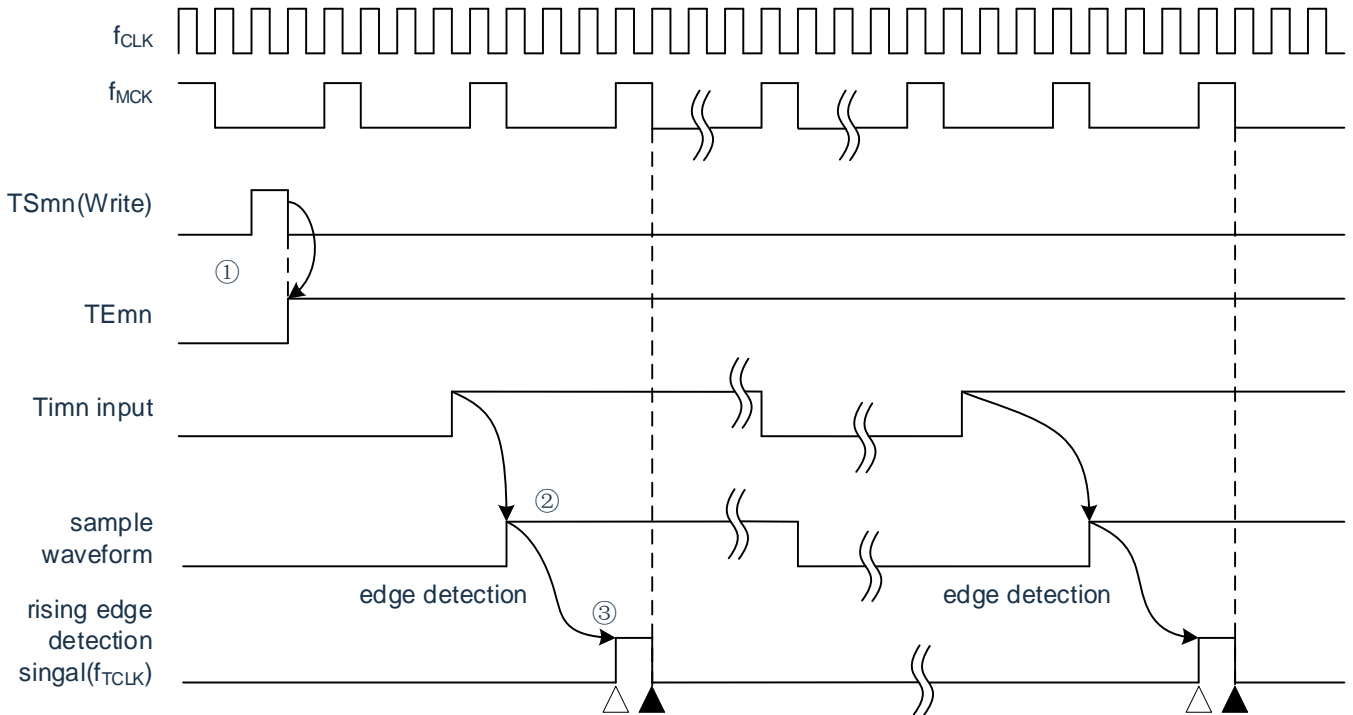 fCLK
fMCK
TSmn(Write)
①
TEmn
Timn input
②
sample
waveform
edge detection
edge detection
③
rising edge
detection
singal(fTCLK)